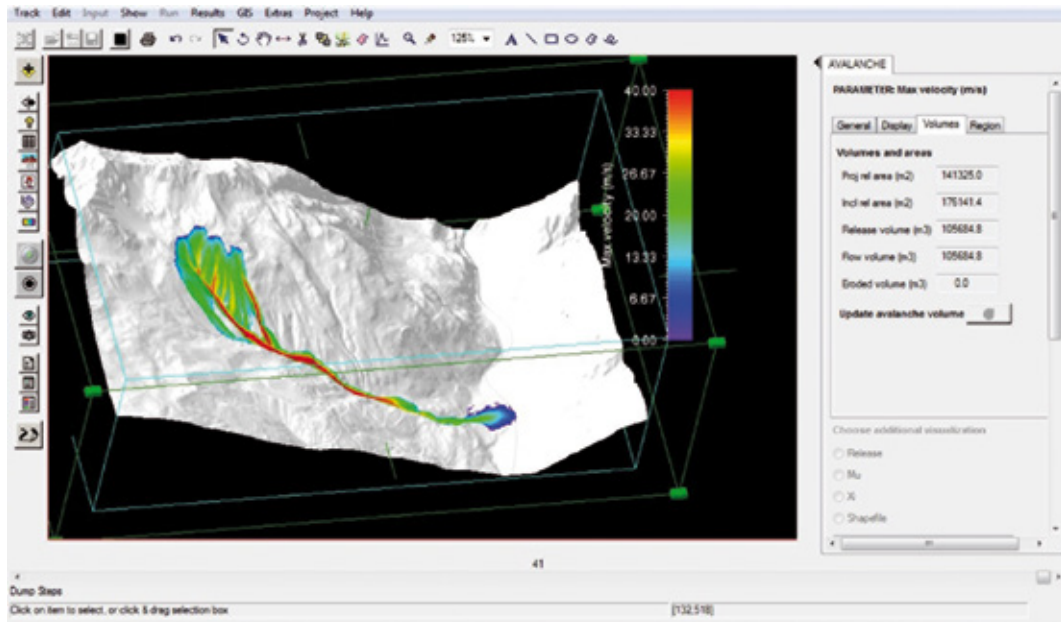 Track Edit Input Show Run Results GIS Extras Project Help
125%
A
AVALANCHE
PARAMETER: Max velocity (m/s)
General Display Volumes Region
Volumes and areas
Proj rel area (m2) 141325.0
Incl rel area (m2) 175141.4
Release volume (m3) 105684.8
Flow volume (m3) 105684.8
Eroded volume (m3) 0.0
Update avalanche volume
Choose additional visualization
Release
Mu
Xi
Shapefile
40.00
33.33
26.67
20.00
13.33
6.67
0.00
Max velocity (m/s)
41
Dump Steps
Click on item to select, or click & drag selection box
[132,518]